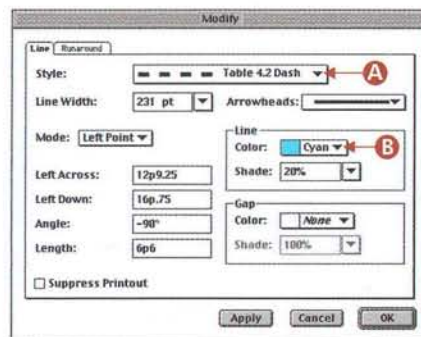 Modify
Line Runaround
Style: Table 4.2 Dash A
Line Width: 231 pt Arrowheads:
Mode: Left Point
Line
Color: Cyan B
Shade: 20%
Left Across: 12p9.25
Left Down: 16p.75
Angle: -90°
Length: 6p6
Gap
Color: None
Shade: 100%
Suppress Printout
Apply Cancel OK